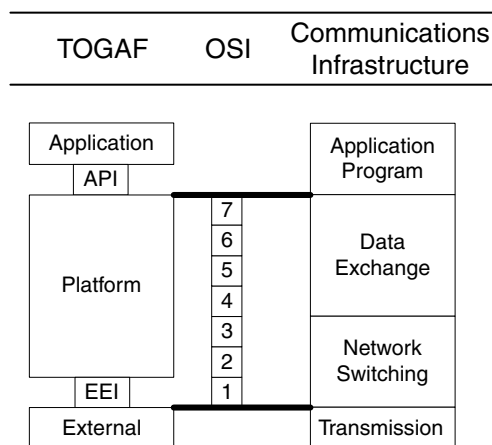 TOGAF
OSI
Communications
Infrastructure
Application
API
Platform
EEI
External
7
6
5
4
3
2
1
Application
Program
Data
Exchange
Network
Switching
Transmission